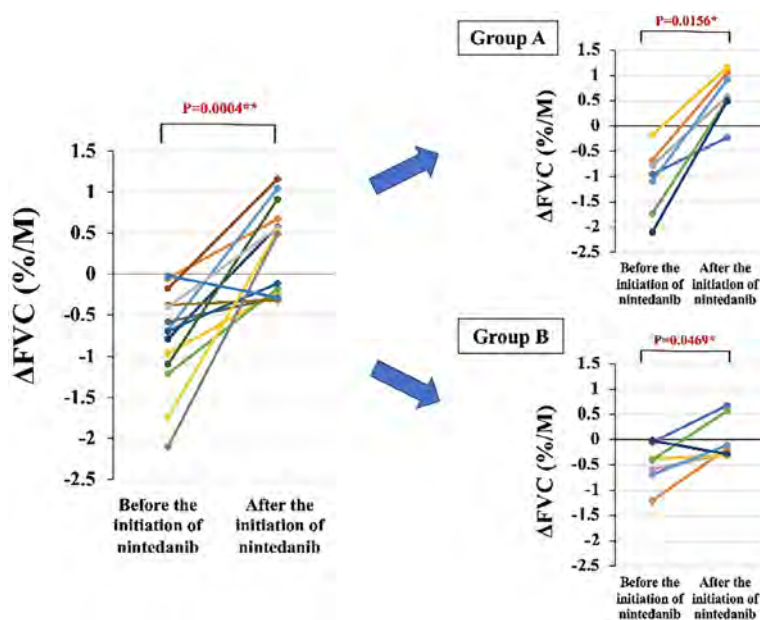 P=0.0004**
ΔFVC (%/M)
1.5
1
0.5
0
-0.5
-1
-1.5
-2
-2.5
Before the
initiation of
nintedanib
After the
initiation of
nintedanib
Group A
P=0.0156*
ΔFVC (%/M)
1.5
1
0.5
0
-0.5
-1
-1.5
-2
-2.5
Before the
initiation of
nintedanib
After the
initiation of
nintedanib
Group B
P=0.0469*
ΔFVC (%/M)
1.5
1
0.5
0
-0.5
-1
-1.5
-2
-2.5
Before the
initiation of
nintedanib
After the
initiation of
nintedanib